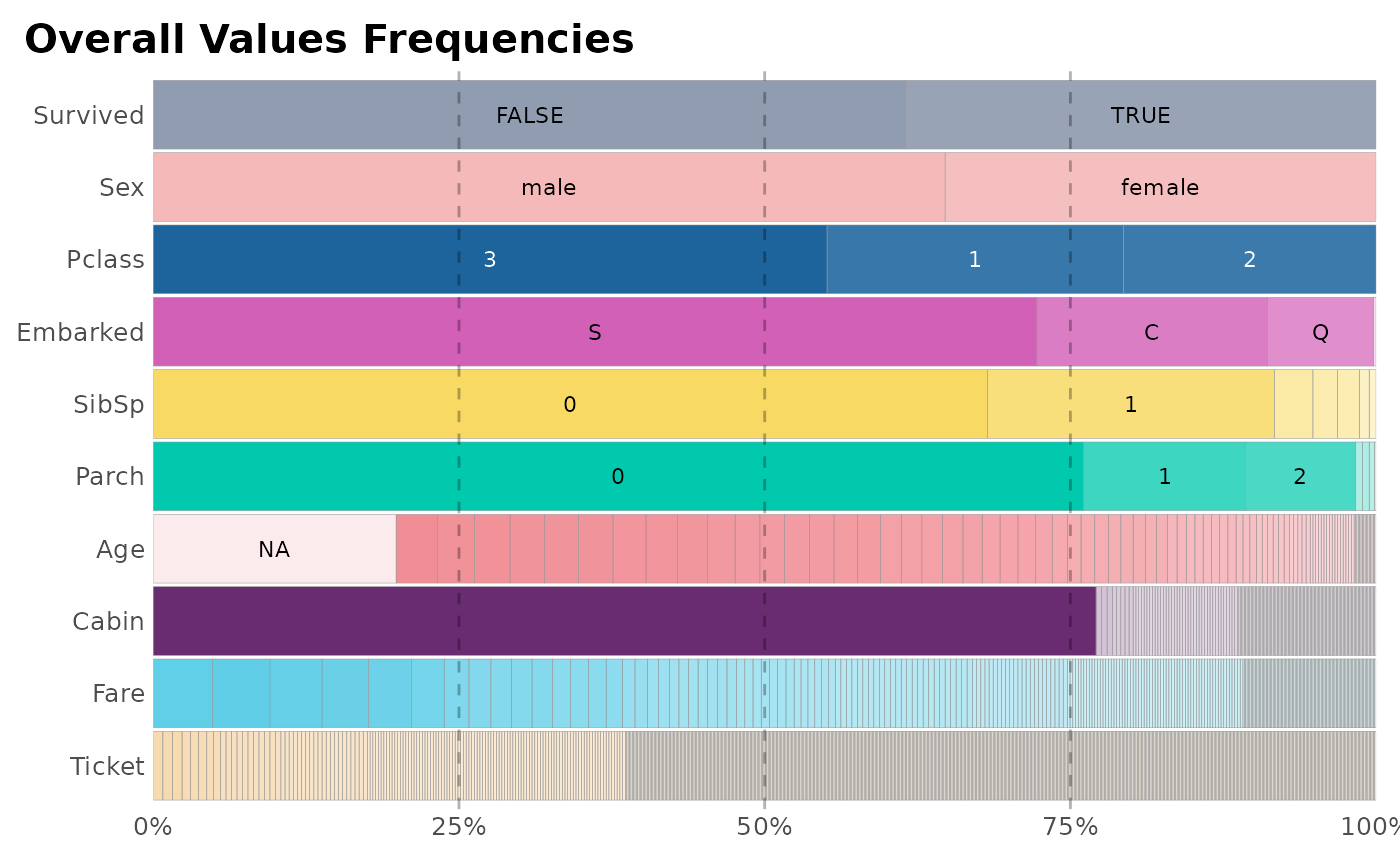 Overall Values Frequencies
Survived FALSE TRUE
Sex male female
Pclass 3 1 2
Embarked S C Q
SibSp 0 1
Parch 0 1 2
Age NA
Cabin
Fare
Ticket
0% 25% 50% 75% 100%